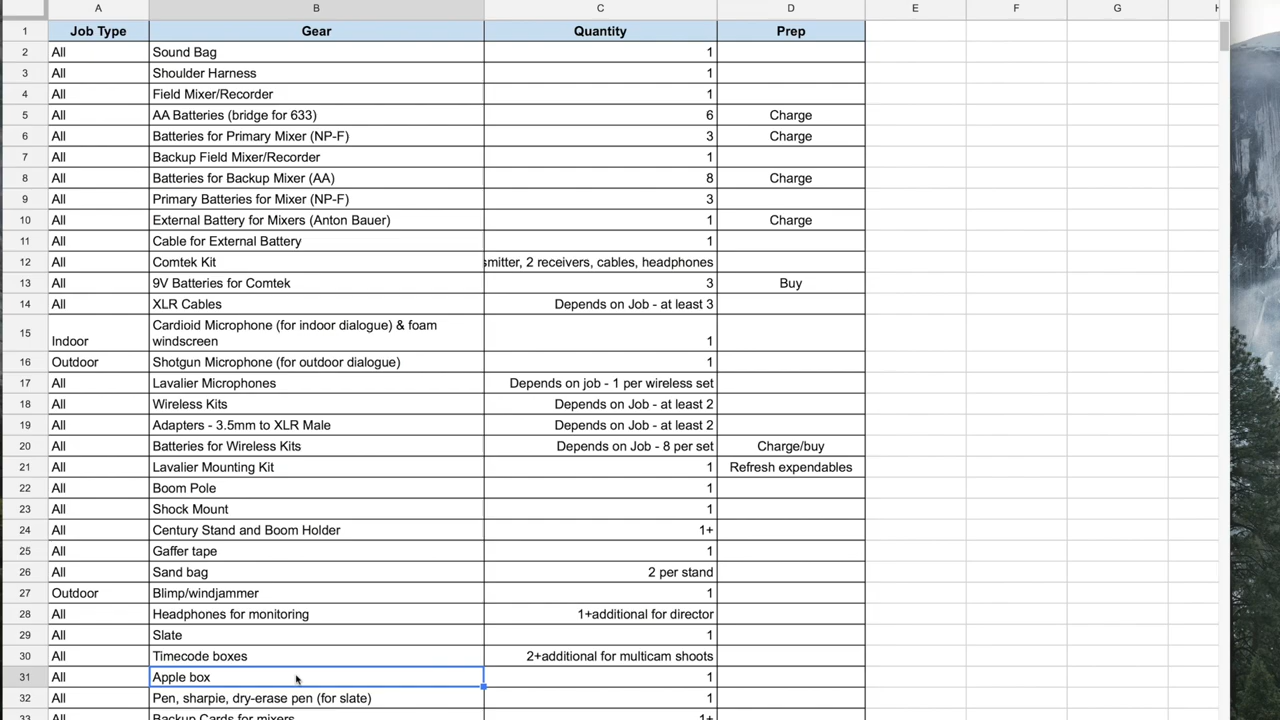 A B C D E F G H
1 Job Type Gear Quantity Prep
2 All Sound Bag 1
3 All Shoulder Harness 1
4 All Field Mixer/Recorder 1
5 All AA Batteries (bridge for 633) 6 Charge
6 All Batteries for Primary Mixer (NP-F) 3 Charge
7 All Backup Field Mixer/Recorder 1
8 All Batteries for Backup Mixer (AA) 8 Charge
9 All Primary Batteries for Mixer (NP-F) 3
10 All External Battery for Mixers (Anton Bauer) 1 Charge
11 All Cable for External Battery 1
12 All Comtek Kit smitter, 2 receivers, cables, headphones
13 All 9V Batteries for Comtek 3 Buy
14 All XLR Cables Depends on Job - at least 3
Cardioid Microphone (for indoor dialogue) & foam
15 Indoor windscreen 1
16 Outdoor Shotgun Microphone (for outdoor dialogue) 1
17 All Lavalier Microphones Depends on job - 1 per wireless set
18 All Wireless Kits Depends on Job - at least 2
19 All Adapters - 3.5mm to XLR Male Depends on Job - at least 2
20 All Batteries for Wireless Kits Depends on Job - 8 per set Charge/buy
21 All Lavalier Mounting Kit 1 Refresh expendables
22 All Boom Pole 1
23 All Shock Mount 1
24 All Century Stand and Boom Holder 1+
25 All Gaffer tape 1
26 All Sand bag 2 per stand
27 Outdoor Blimp/windjammer 1
28 All Headphones for monitoring 1+additional for director
29 All Slate 1
30 All Timecode boxes 2+additional for multicam shoots
31 All Apple box 1
32 All Pen, sharpie, dry-erase pen (for slate) 1
33 All Backup Cards for mixers 1+